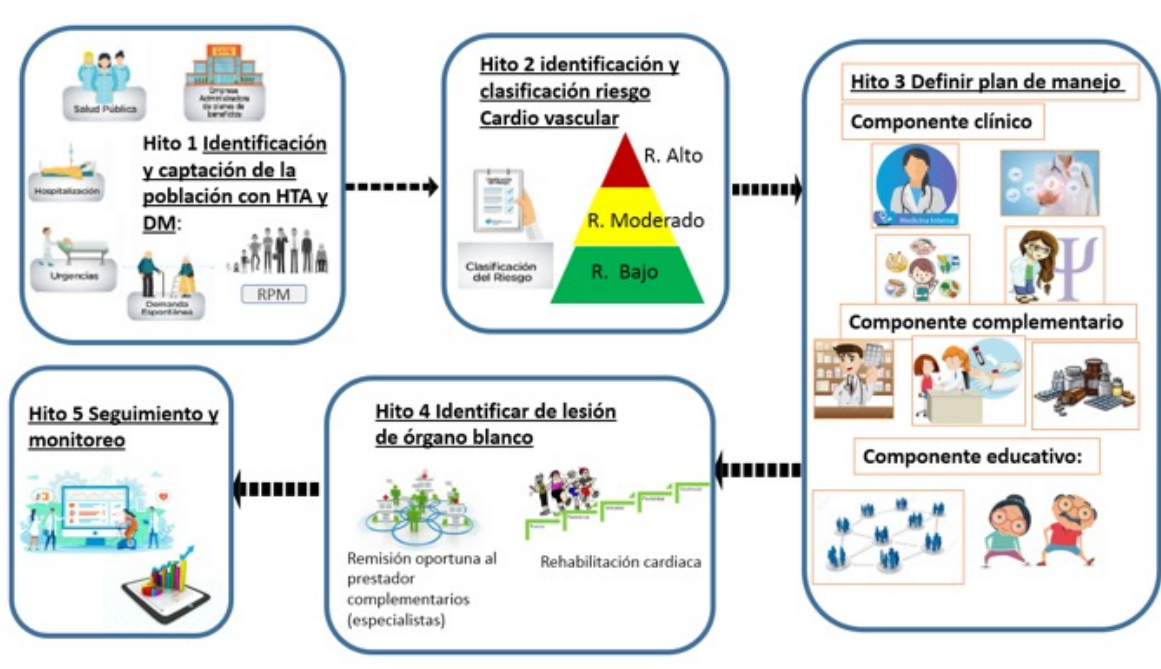 Salud Pública
EAPB
Empresa
Administradora
de planes de
beneficios
Hito 1 Identificación
y captación de la
población con HTA y
DM:
Hospitalización
Urgencias
Demanda
Espontánea
RPM
Hito 2 identificación y
clasificación riesgo
Cardio vascular
Clasificación
del Riesgo
R. Alto
R. Moderado
R. Bajo
Hito 3 Definir plan de manejo
Componente clínico
Medicina Interna
Componente complementario
Componente educativo:
Hito 4 Identificar de lesión
de órgano blanco
Remisión oportuna al
prestador
complementarios
(especialistas)
Rehabilitación cardiaca
Hito 5 Seguimiento y
monitoreo